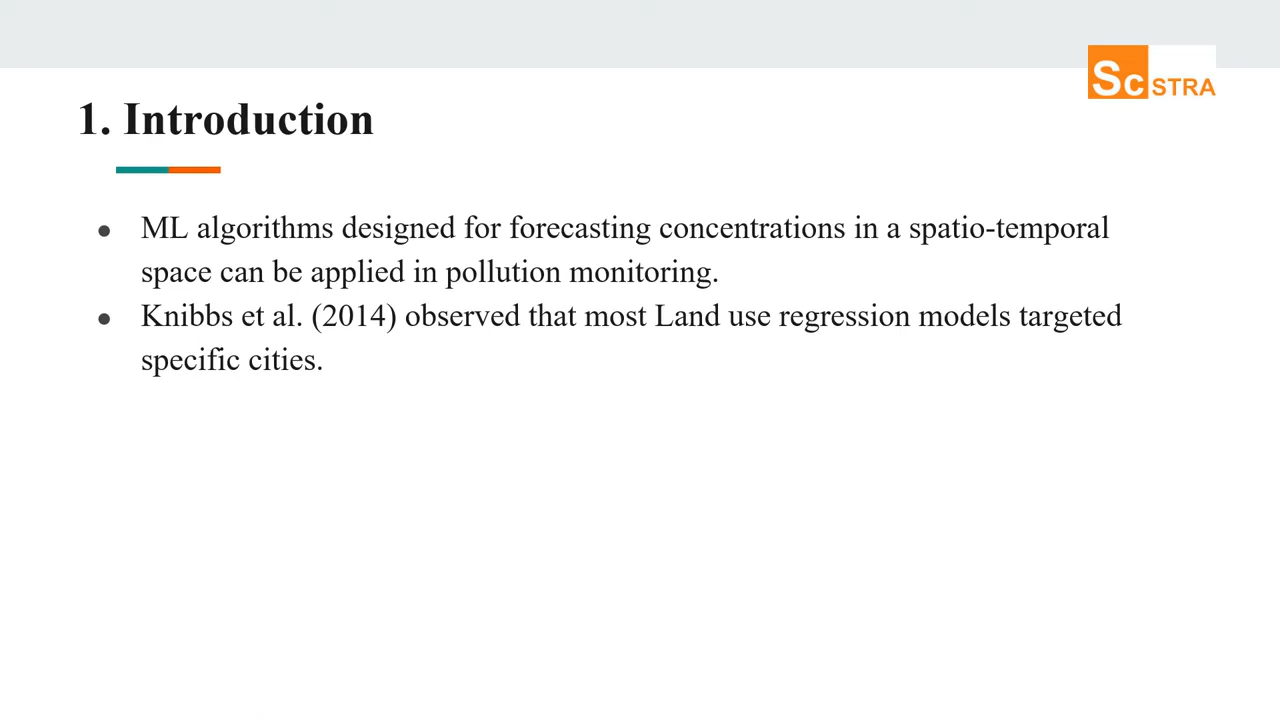 Sc STRA
1. Introduction
● ML algorithms designed for forecasting concentrations in a spatio-temporal
space can be applied in pollution monitoring.
● Knibbs et al. (2014) observed that most Land use regression models targeted
specific cities.